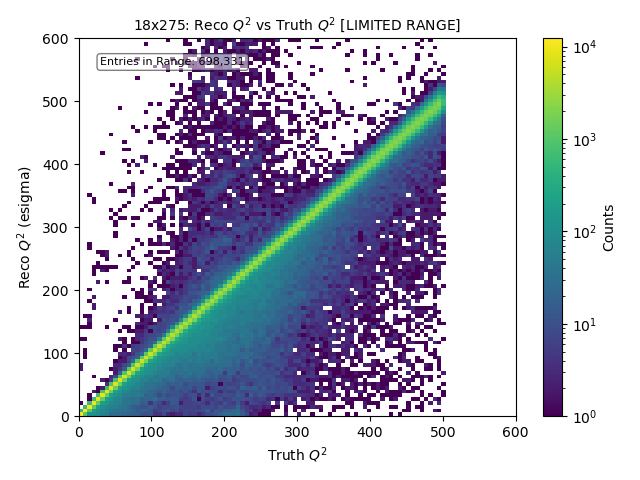 18x275: Reco Q² vs Truth Q² [LIMITED RANGE]
Entries in Range: 698,331
600
500
400
300
200
100
0
Reco Q² (esigma)
0 100 200 300 400 500 600
Truth Q²
10⁴
10³
10²
10¹
10⁰
Counts